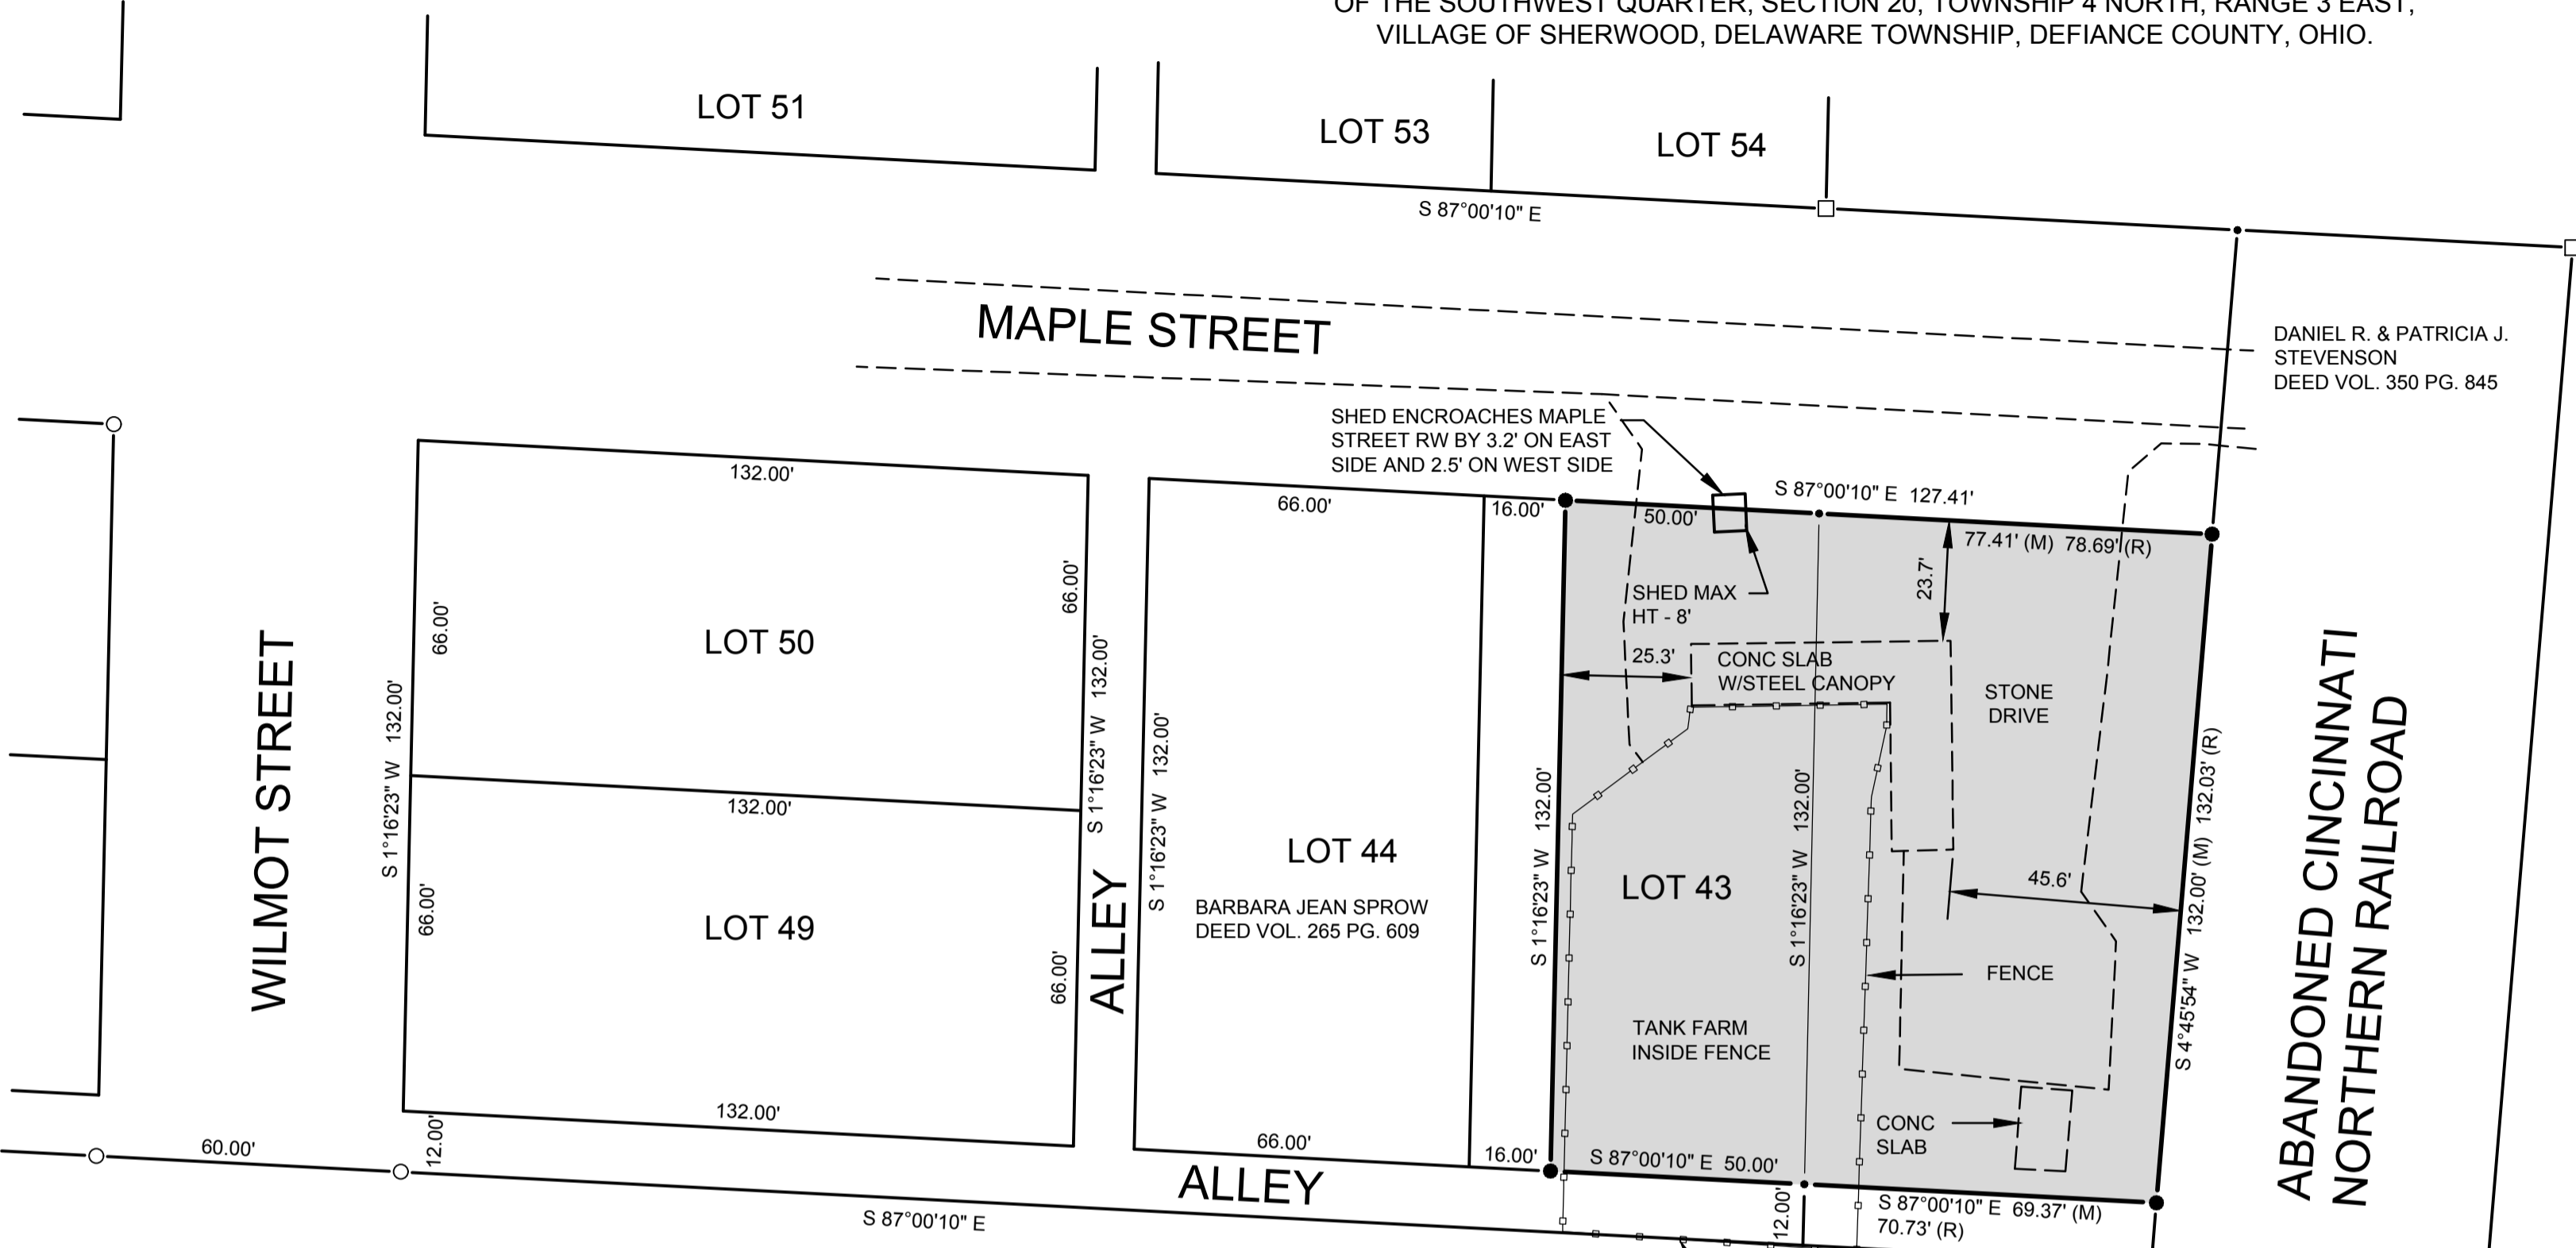 OF THE SOUTHWEST QUARTER, SECTION 20, TOWNSHIP 4 NORTH, RANGE 3 EAST,
VILLAGE OF SHERWOOD, DELAWARE TOWNSHIP, DEFIANCE COUNTY, OHIO.
LOT 51
LOT 53
LOT 54
S 87°00'10" E
MAPLE STREET
DANIEL R. & PATRICIA J.
STEVENSON
DEED VOL. 350 PG. 845
SHED ENCROACHES MAPLE
STREET RW BY 3.2' ON EAST
SIDE AND 2.5' ON WEST SIDE
132.00'
66.00'
16.00'
50.00'
S 87°00'10" E 127.41'
77.41' (M) 78.69' (R)
23.7'
SHED MAX
HT - 8'
66.00'
66.00'
LOT 50
25.3'
CONC SLAB
W/STEEL CANOPY
STONE
DRIVE
WILMOT STREET
S 1°16'23" W 132.00'
S 1°16'23" W 132.00'
S 1°16'23" W 132.00'
S 1°16'23" W 132.00'
S 1°16'23" W 132.00'
S 4°45'54" W 132.00' (M) 132.03' (R)
ABANDONED CINCINNATI
NORTHERN RAILROAD
132.00'
LOT 44
BARBARA JEAN SPROW
DEED VOL. 265 PG. 609
LOT 43
45.6'
66.00'
LOT 49
66.00'
ALLEY
FENCE
TANK FARM
INSIDE FENCE
CONC
SLAB
132.00'
60.00'
12.00'
66.00'
16.00'
S 87°00'10" E 50.00'
ALLEY
S 87°00'10" E
12.00'
S 87°00'10" E 69.37' (M)
70.73' (R)